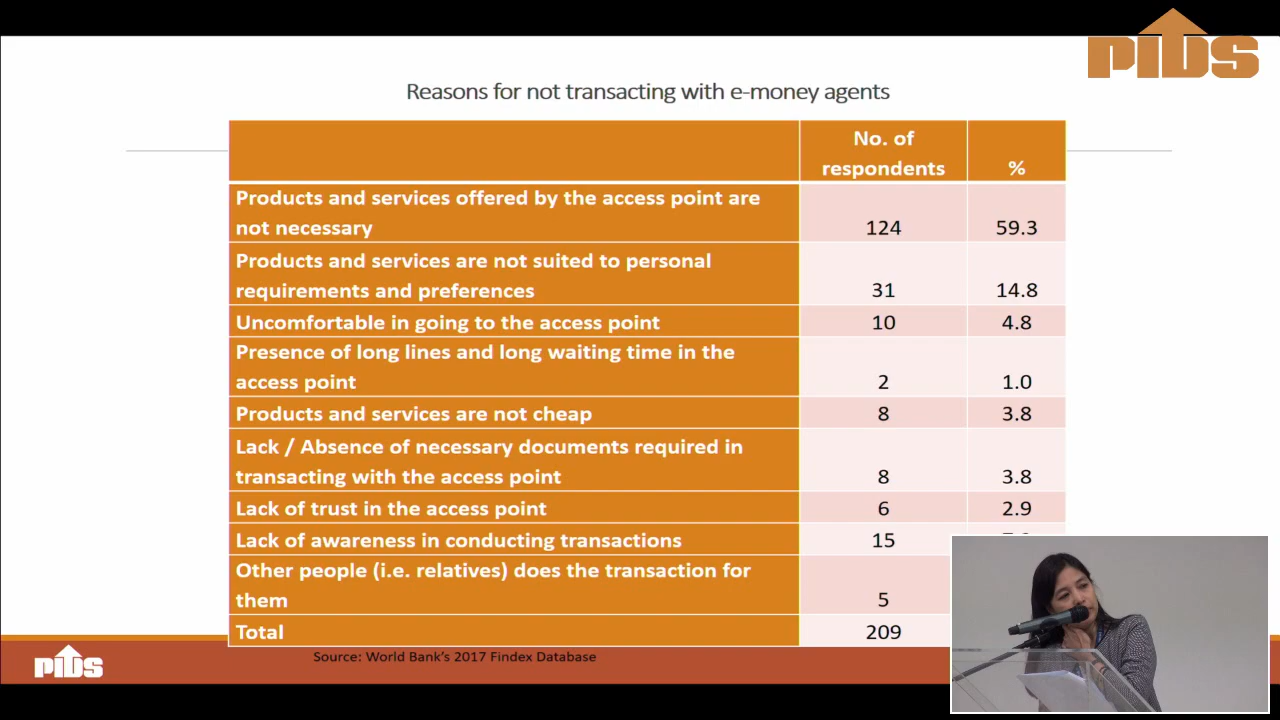 PIDS
Reasons for not transacting with e-money agents
No. of
respondents
%
Products and services offered by the access point are
not necessary
124
59.3
Products and services are not suited to personal
requirements and preferences
31
14.8
Uncomfortable in going to the access point
10
4.8
Presence of long lines and long waiting time in the
access point
2
1.0
Products and services are not cheap
8
3.8
Lack / Absence of necessary documents required in
transacting with the access point
8
3.8
Lack of trust in the access point
6
2.9
Lack of awareness in conducting transactions
15
Other people (i.e. relatives) does the transaction for
them
5
Total
209
Source: World Bank's 2017 Findex Database
PIDS